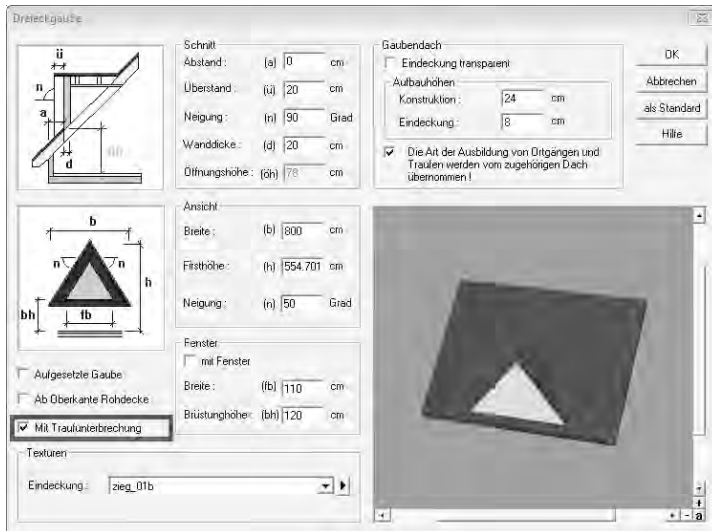 Dreieckgaube
ü
n
a
d
öh
Schnitt
Abstand : (a) 0 cm
Überstand : (ü) 20 cm
Neigung : (n) 90 Grad
Wanddicke : (d) 20 cm
Öffnungshöhe : (öh) 78 cm
Gaubendach
Eindeckung transparent
Aufbauhöhen
Konstruktion : 24 cm
Eindeckung : 8 cm
Die Art der Ausbildung von Ortgängen und
Traufen werden vom zugehörigen Dach
übernommen !
OK
Abbrechen
als Standard
Hilfe
b
n n
h
bh
fb
Ansicht
Breite : (b) 800 cm
Firsthöhe : (h) 554.701 cm
Neigung : (n) 50 Grad
Fenster
mit Fenster
Breite : (fb) 110 cm
Brüstunghöhe : (bh) 120 cm
Aufgesetzte Gaube
Ab Oberkante Rohdecke
Mit Traufunterbrechung
Texturen
Eindeckung : zieg_01b
a